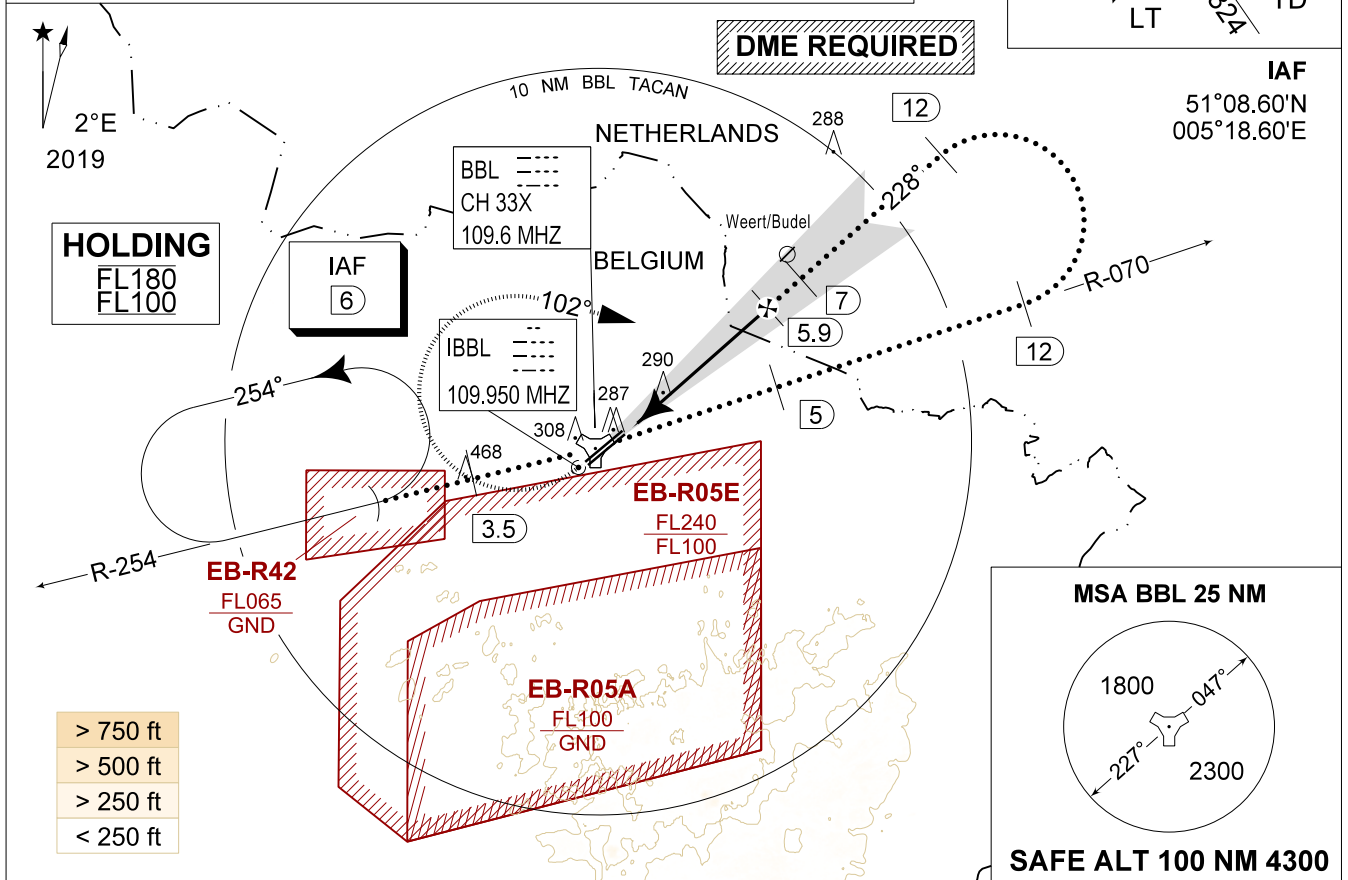 LT
324
TD
DME REQUIRED
IAF
51°08.60'N
005°18.60'E
2°E
2019
10 NM BBL TACAN
NETHERLANDS
288
12
BBL
CH 33X
109.6 MHZ
228°
Weert/Budel
HOLDING
FL180
FL100
IAF
6
BELGIUM
R-070
7
102°
5.9
IBBL
109.950 MHZ
12
290
254°
287
5
308
468
EB-R05E
FL240
FL100
3.5
R-254
EB-R42
FL065
GND
MSA BBL 25 NM
1800
047°
227°
2300
EB-R05A
FL100
GND
> 750 ft
> 500 ft
> 250 ft
< 250 ft
SAFE ALT 100 NM 4300